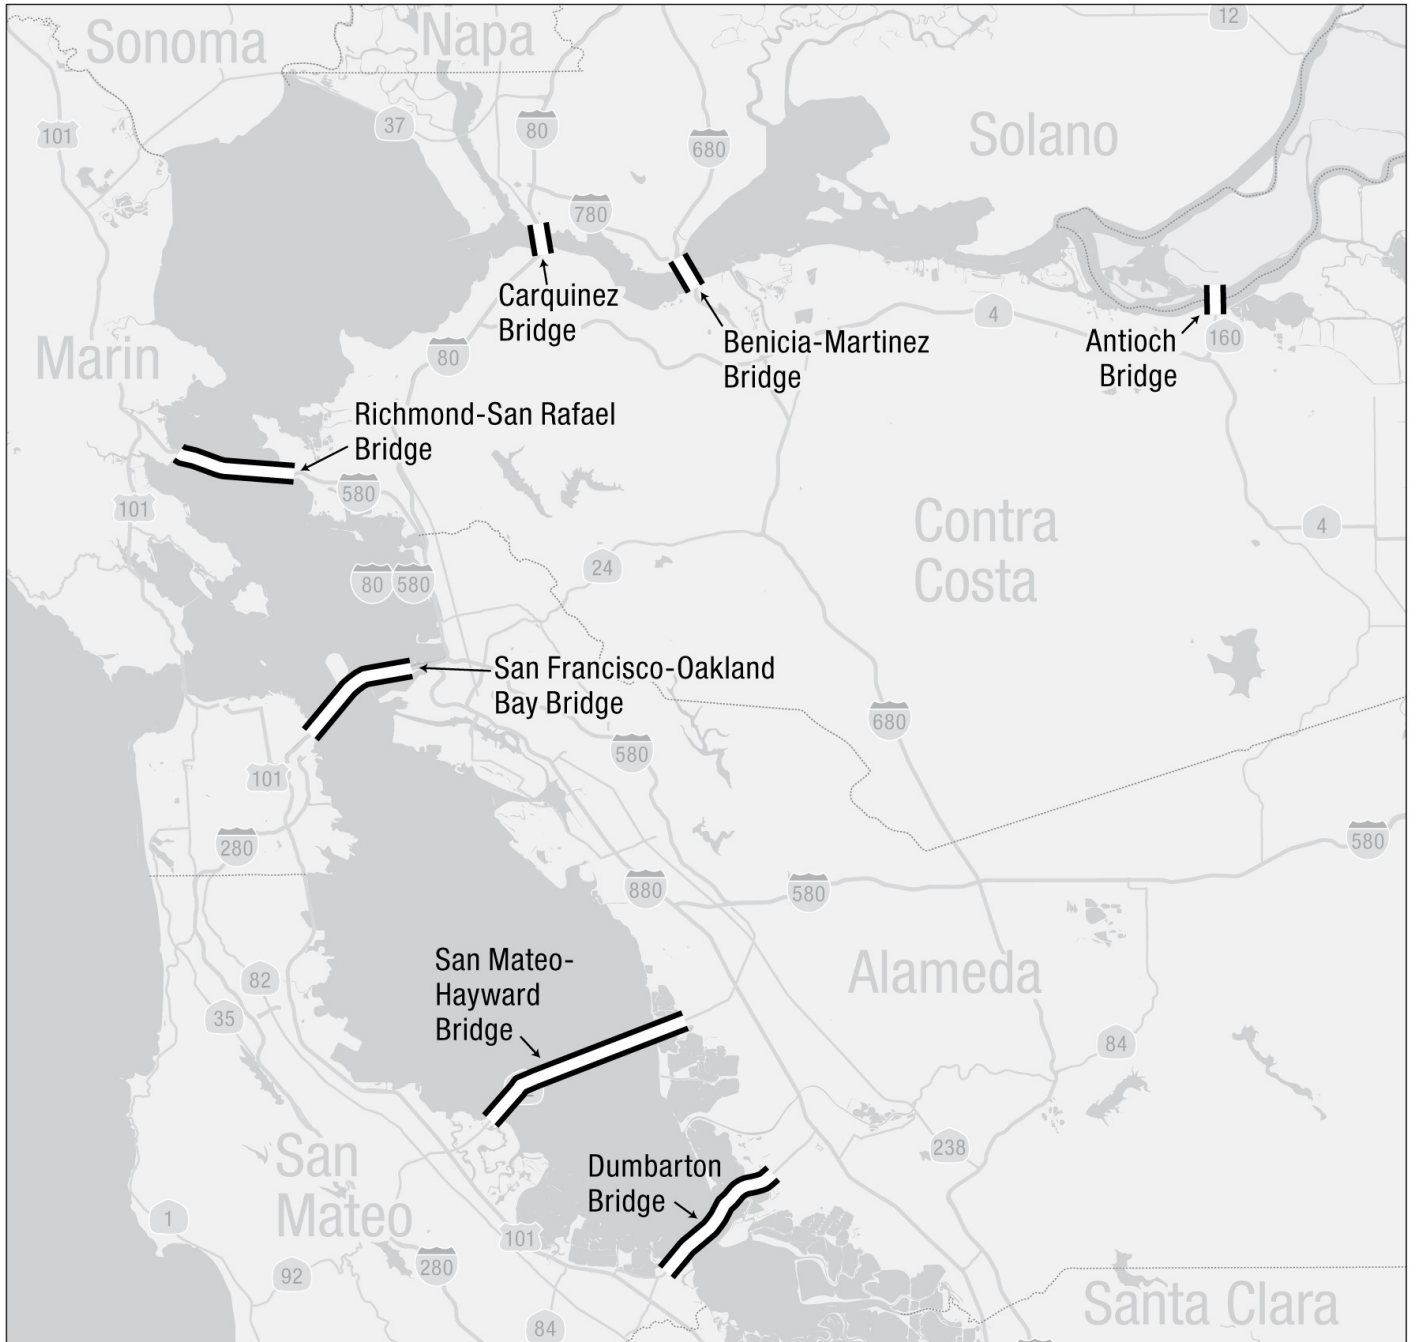 Sonoma
Napa
12
101
37
80
680
Solano
780
Carquinez
Bridge
Benicia-Martinez
Bridge
4
Antioch
Bridge
160
Marin
80
Richmond-San Rafael
Bridge
580
101
Contra
Costa
4
24
80
580
San Francisco-Oakland
Bay Bridge
680
580
101
280
580
880
580
San Mateo-
Hayward
Bridge
Alameda
82
35
84
238
San
Mateo
Dumbarton
Bridge
1
101
280
92
84
Santa Clara